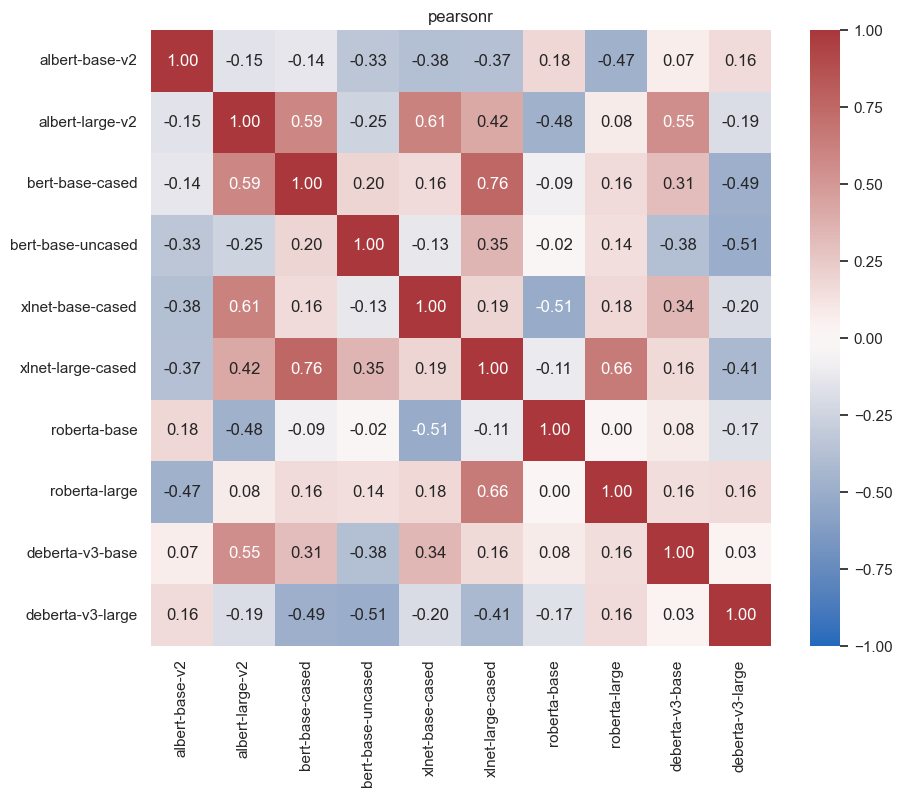 pearsonr
albert-base-v2 1.00 -0.15 -0.14 -0.33 -0.38 -0.37 0.18 -0.47 0.07 0.16
albert-large-v2 -0.15 1.00 0.59 -0.25 0.61 0.42 -0.48 0.08 0.55 -0.19
bert-base-cased -0.14 0.59 1.00 0.20 0.16 0.76 -0.09 0.16 0.31 -0.49
bert-base-uncased -0.33 -0.25 0.20 1.00 -0.13 0.35 -0.02 0.14 -0.38 -0.51
xlnet-base-cased -0.38 0.61 0.16 -0.13 1.00 0.19 -0.51 0.18 0.34 -0.20
xlnet-large-cased -0.37 0.42 0.76 0.35 0.19 1.00 -0.11 0.66 0.16 -0.41
roberta-base 0.18 -0.48 -0.09 -0.02 -0.51 -0.11 1.00 0.00 0.08 -0.17
roberta-large -0.47 0.08 0.16 0.14 0.18 0.66 0.00 1.00 0.16 0.16
deberta-v3-base 0.07 0.55 0.31 -0.38 0.34 0.16 0.08 0.16 1.00 0.03
deberta-v3-large 0.16 -0.19 -0.49 -0.51 -0.20 -0.41 -0.17 0.16 0.03 1.00
albert-base-v2
albert-large-v2
bert-base-cased
bert-base-uncased
xlnet-base-cased
xlnet-large-cased
roberta-base
roberta-large
deberta-v3-base
deberta-v3-large
1.00
0.75
0.50
0.25
0.00
−0.25
−0.50
−0.75
−1.00